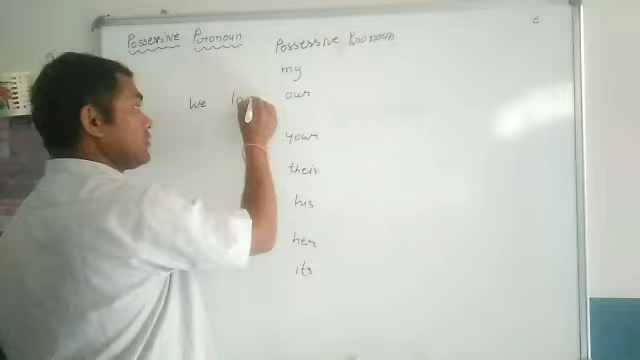 Possessive Pronoun
Possessive Pronoun
my
we
our
your
their
his
her
its